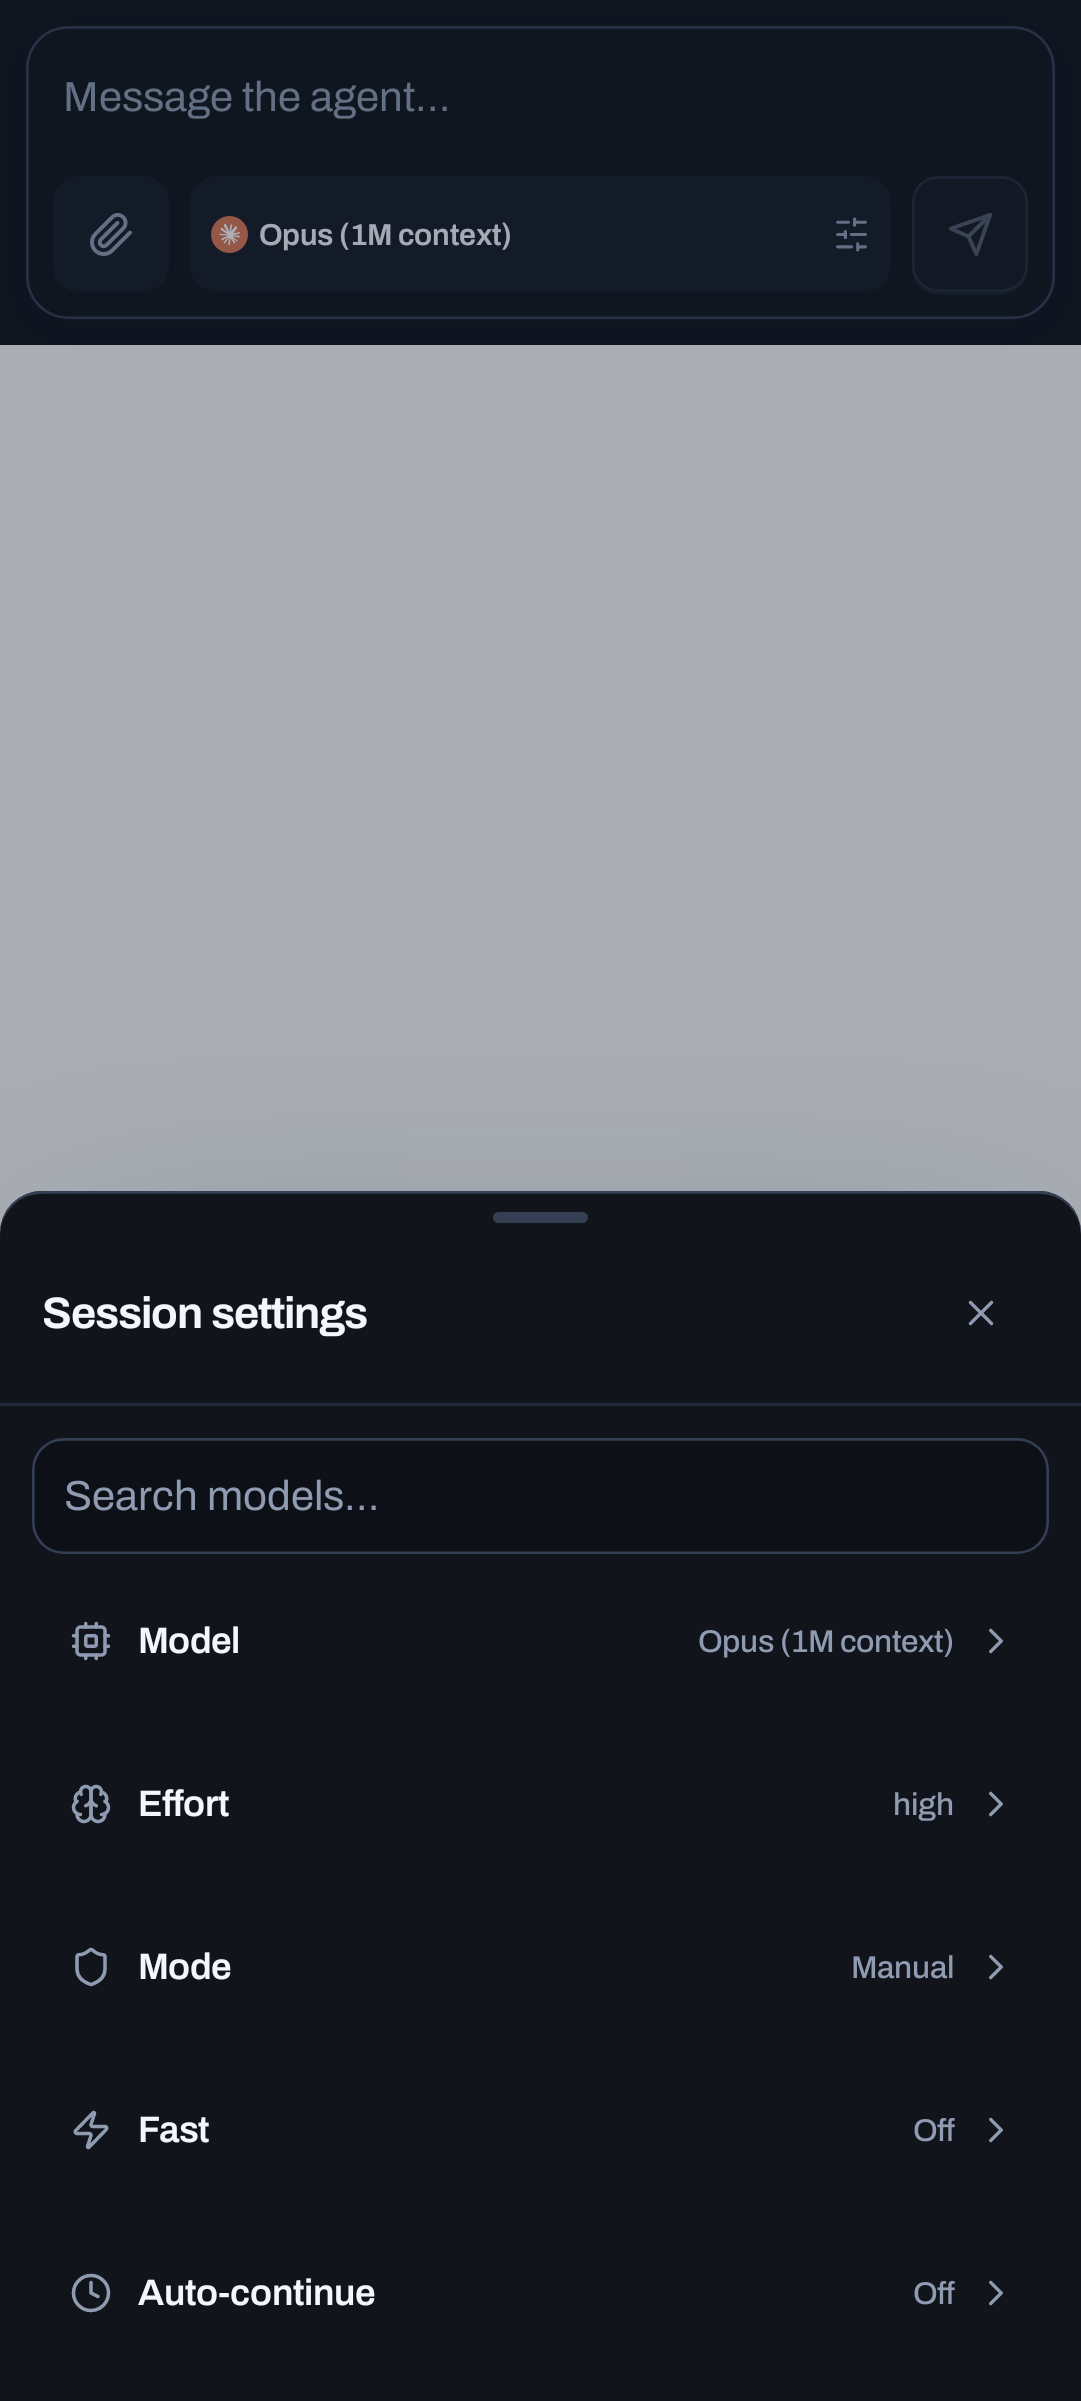 Message the agent...
Opus (1M context)
Session settings
Search models...
Model Opus (1M context)
Effort high
Mode Manual
Fast Off
Auto-continue Off